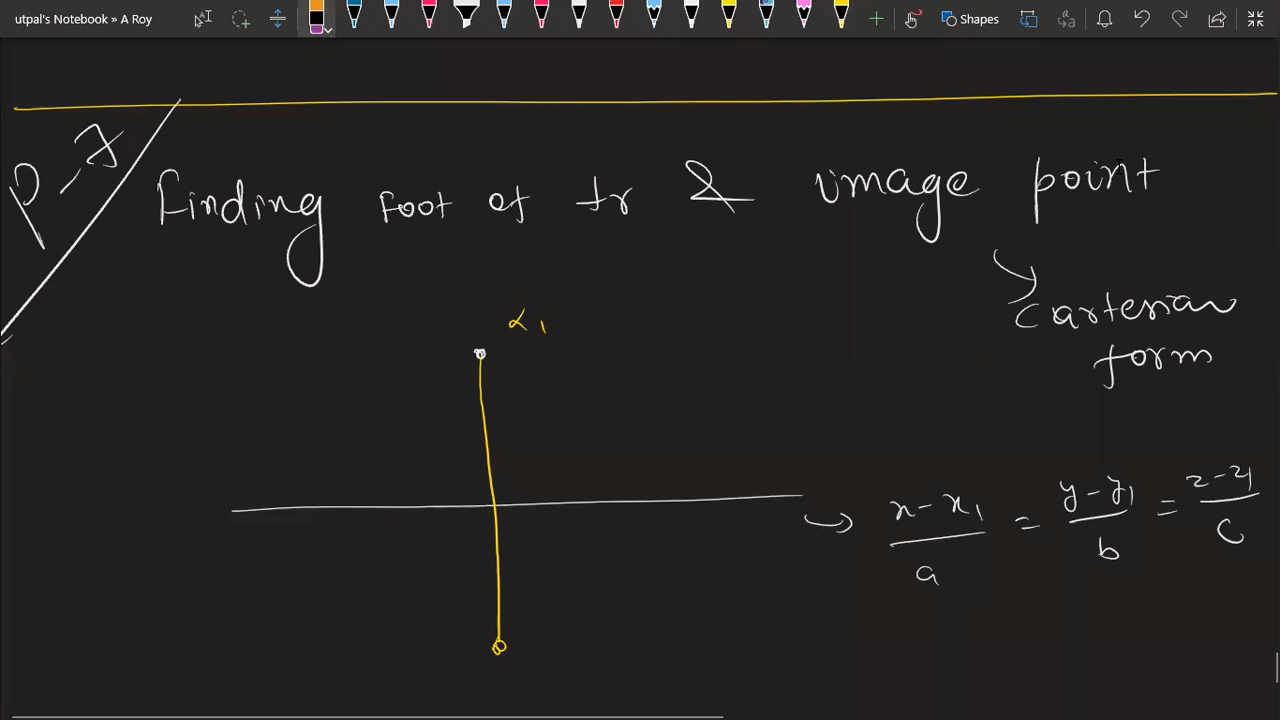 utpal's Notebook » A Roy
Shapes
P-7
Finding Foot of ⊥r & image point
Cartesian
form
α1
x - x1 / a = y - y1 / b = z - z1 / c